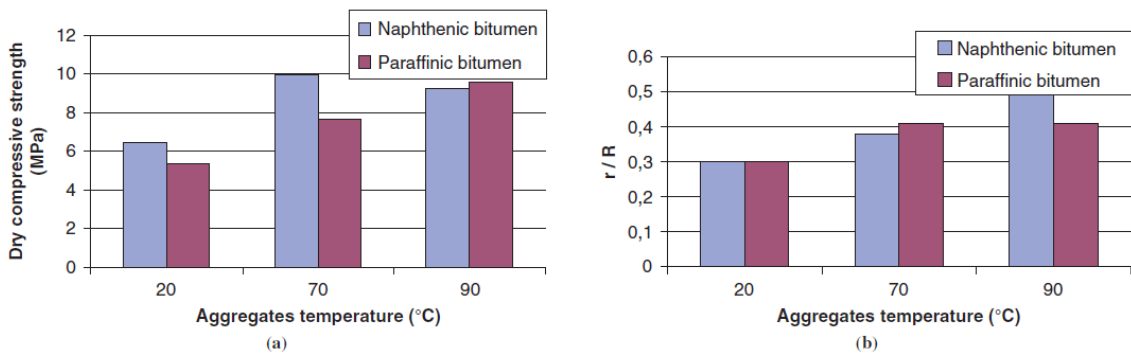 Naphthenic bitumen
Paraffinic bitumen
12
10
8
6
4
2
0
Dry compressive strength
(MPa)
20 70 90
Aggregates temperature (°C)
(a)
Naphthenic bitumen
Paraffinic bitumen
0,6
0,5
0,4
0,3
0,2
0,1
0
r / R
20 70 90
Aggregates temperature (°C)
(b)